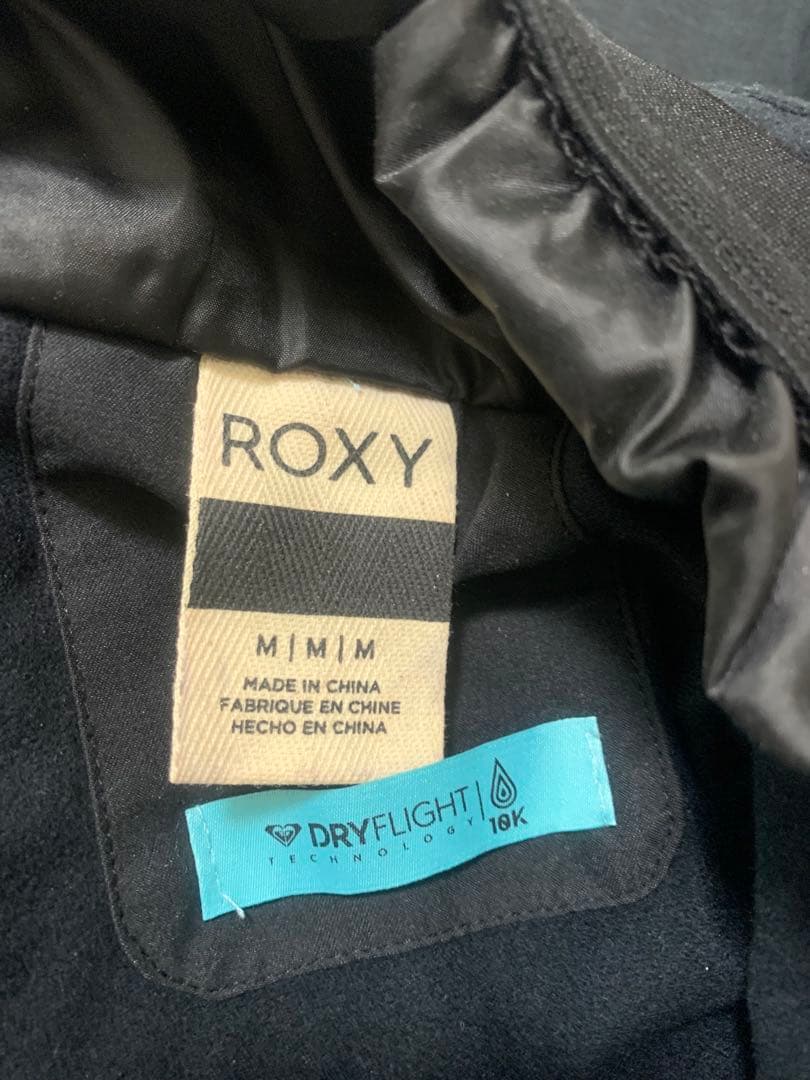 ROXY
M | M | M
MADE IN CHINA
FABRIQUE EN CHINE
HECHO EN CHINA
DRYFLIGHT |
TECHNOLOGY
10K